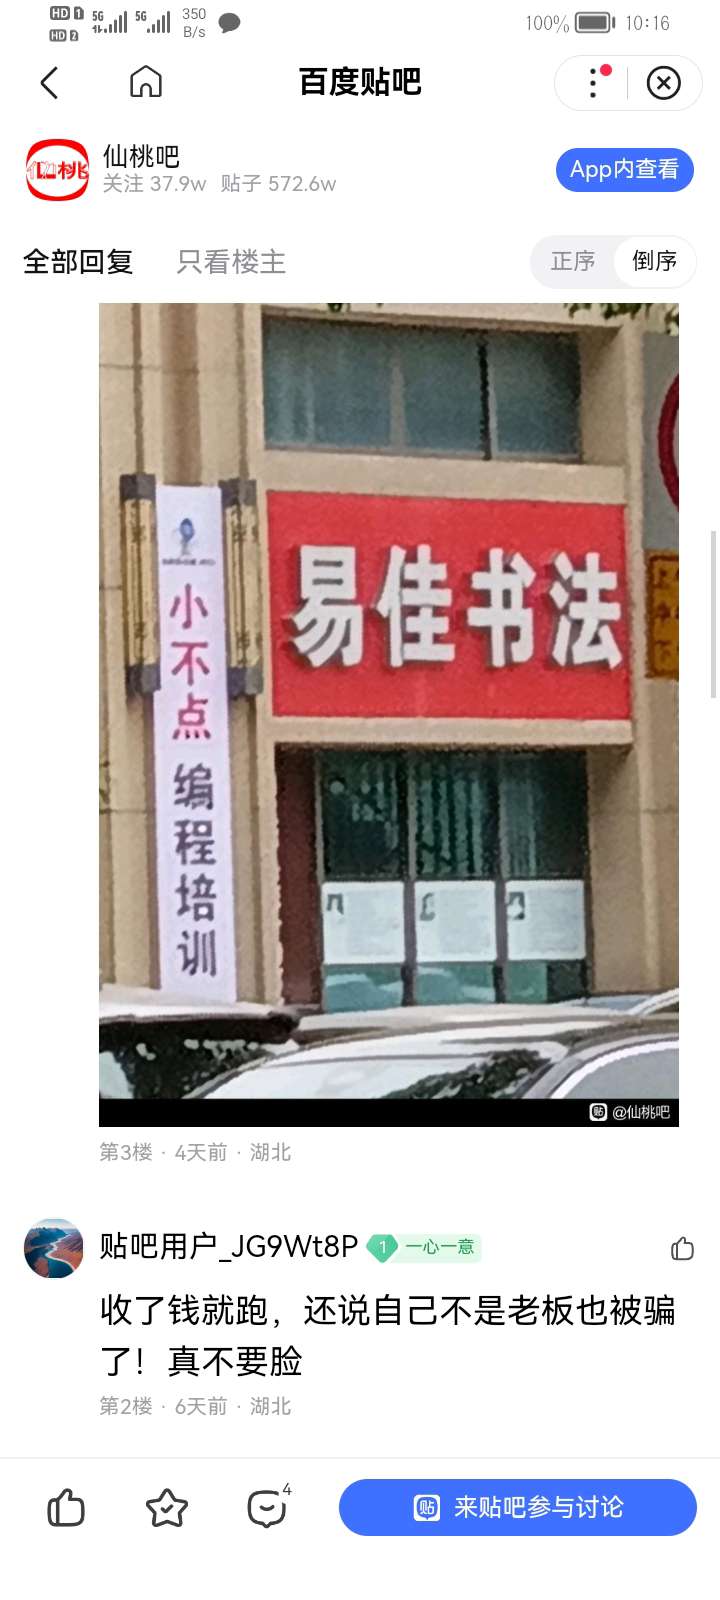 HD 1 5G 5G 350 B/s 100% 10:16
HD 2
百度贴吧
仙桃
仙桃吧
关注 37.9w 贴子 572.6w
App内查看
全部回复 只看楼主 正序 倒序
易佳书法
小不点
编程培训
贴 @仙桃吧
第3楼 · 4天前 · 湖北
贴吧用户_JG9Wt8P 1 一心一意
收了钱就跑，还说自己不是老板也被骗
了！真不要脸
第2楼 · 6天前 · 湖北
4
贴 来贴吧参与讨论